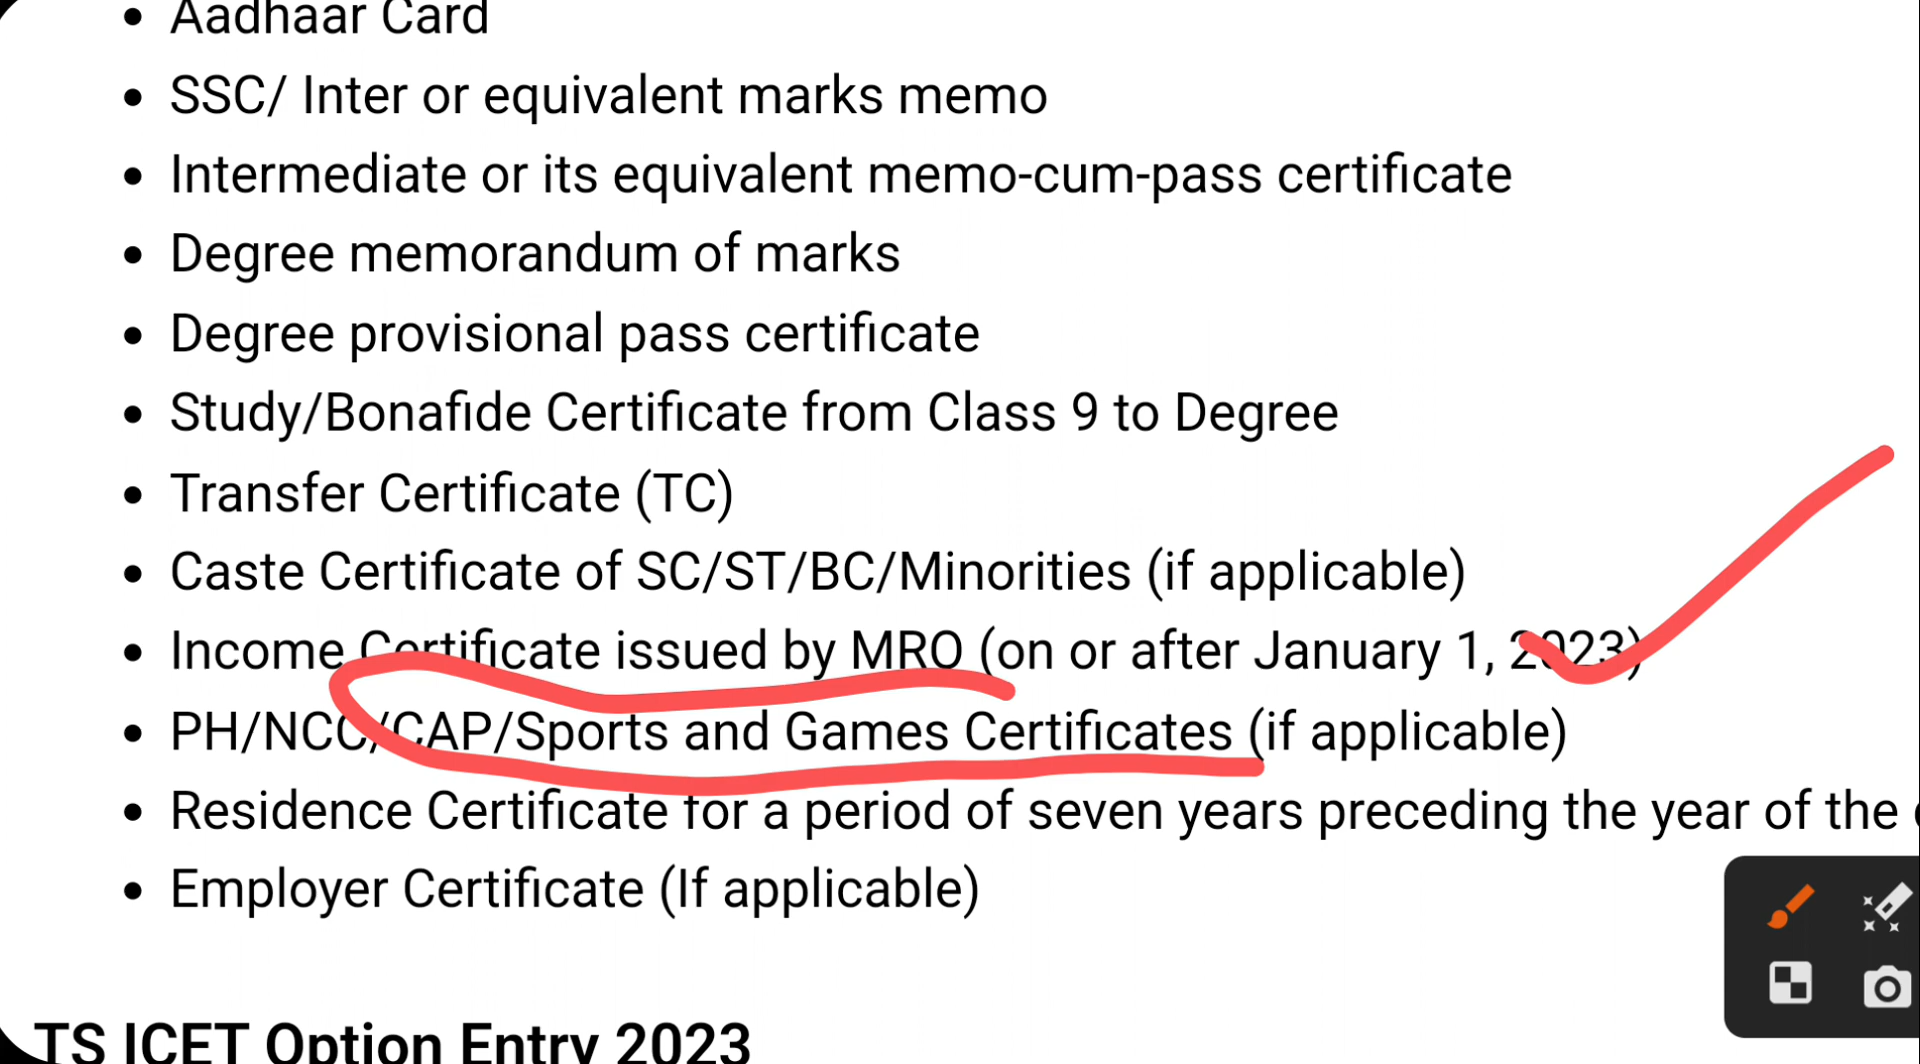 Aadhaar Card
SSC/ Inter or equivalent marks memo
Intermediate or its equivalent memo-cum-pass certificate
Degree memorandum of marks
Degree provisional pass certificate
Study/Bonafide Certificate from Class 9 to Degree
Transfer Certificate (TC)
Caste Certificate of SC/ST/BC/Minorities (if applicable)
Income Certificate issued by MRO (on or after January 1, 2023)
PH/NCC/CAP/Sports and Games Certificates (if applicable)
Residence Certificate for a period of seven years preceding the year of the
Employer Certificate (If applicable)
TS ICET Option Entry 2023